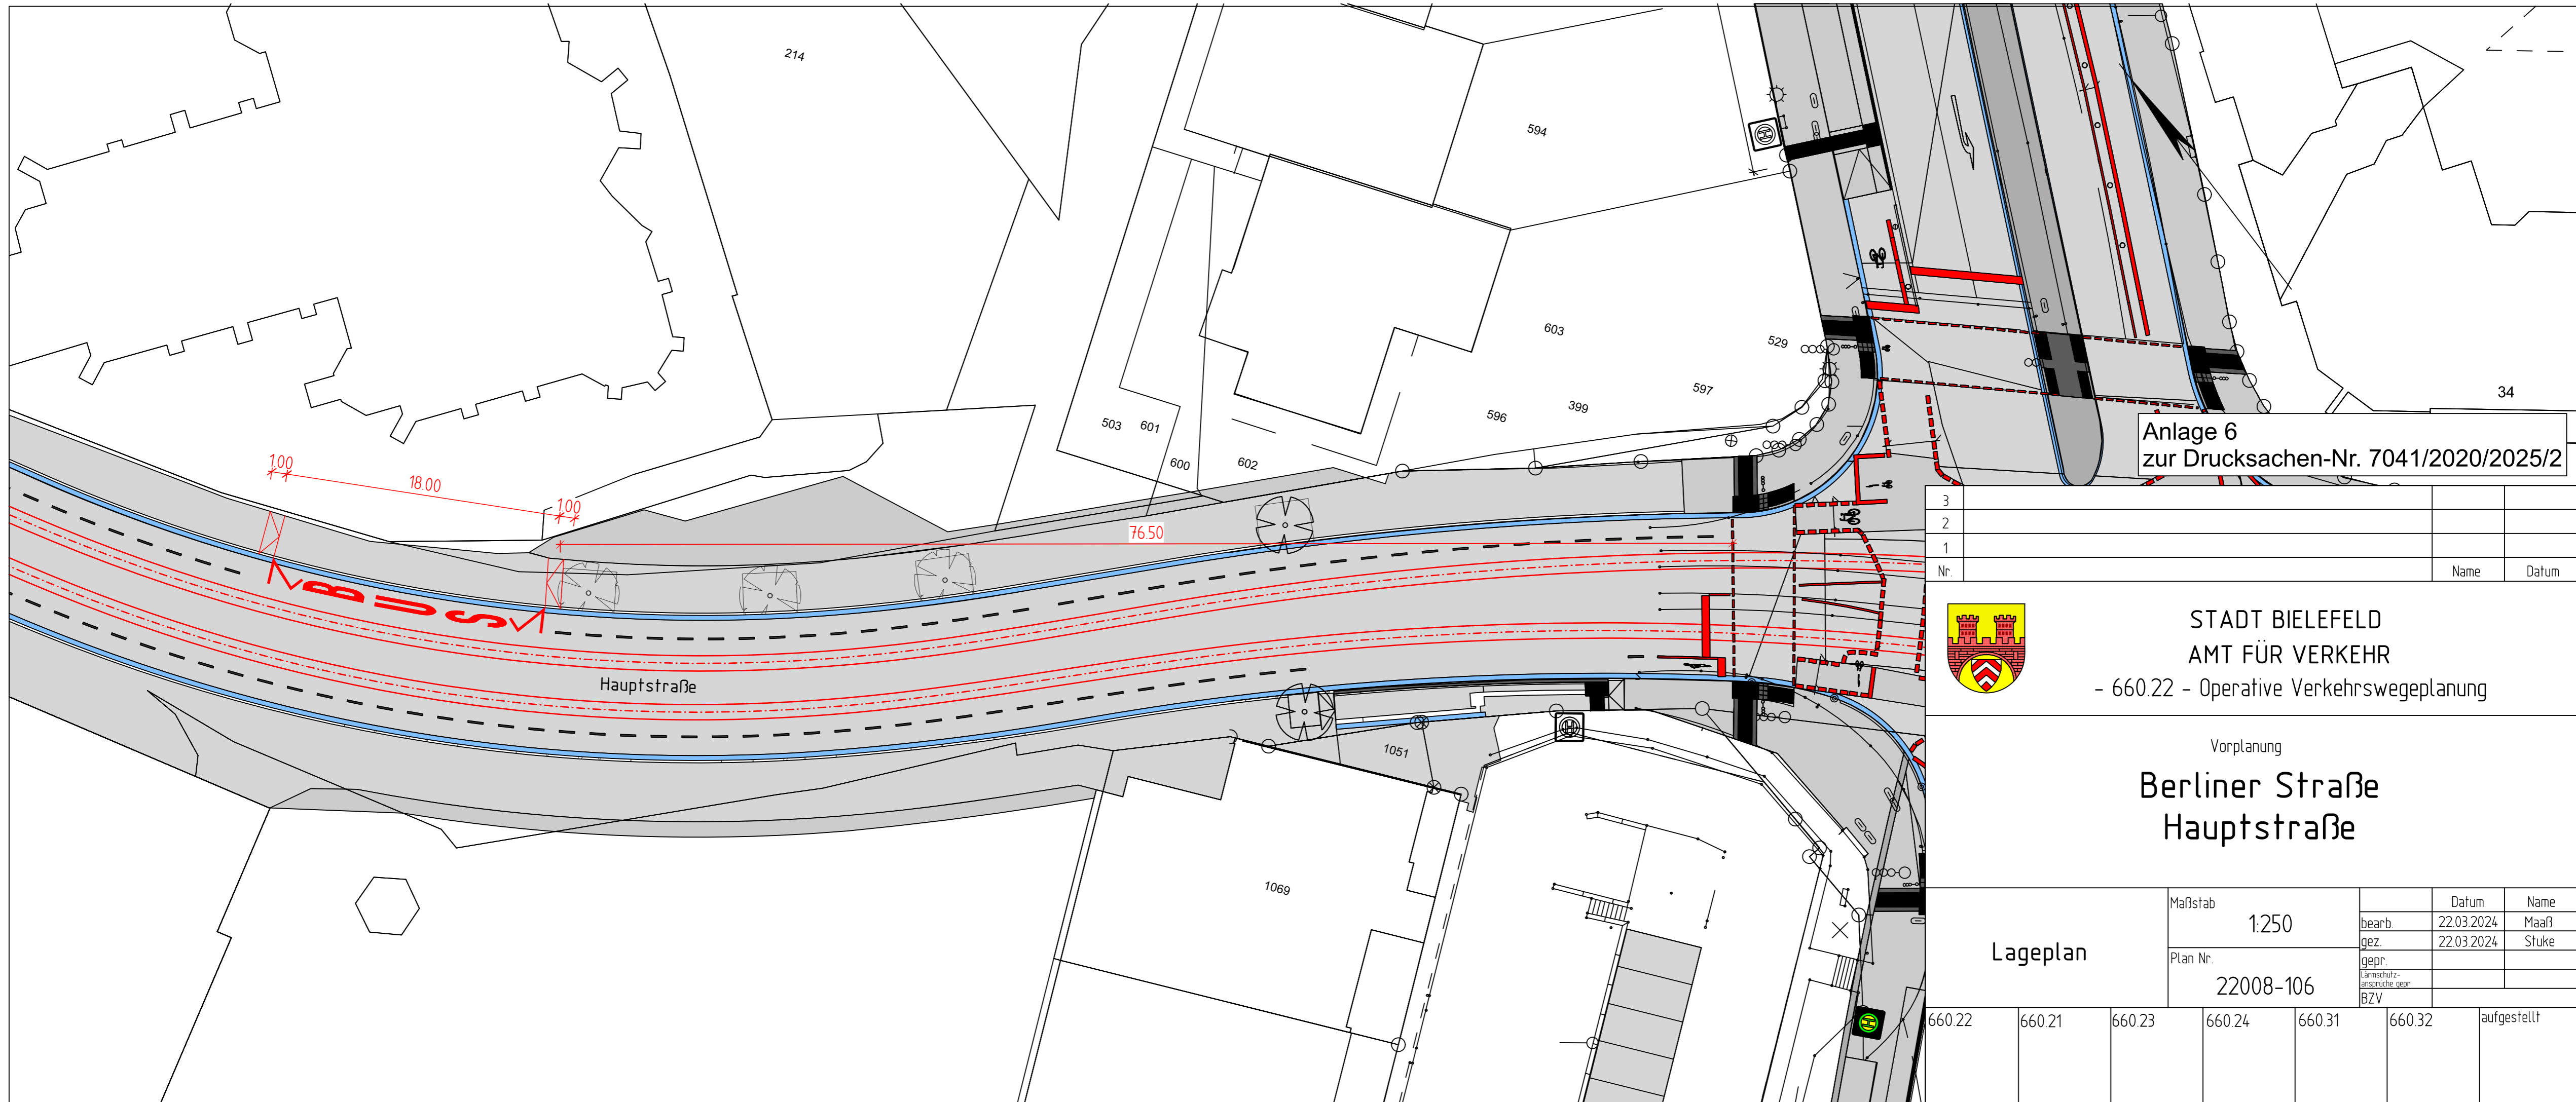 214
594
603
529
597
399
596
503
601
600
602
34
1.00
18.00
1.00
76.50
BUS
Hauptstraße
1051
1069
H
H
H
Anlage 6
zur Drucksachen-Nr. 7041/2020/2025/2
3
2
1
Nr. Name Datum
STADT BIELEFELD
AMT FÜR VERKEHR
- 660.22 - Operative Verkehrswegeplanung
Vorplanung
Berliner Straße
Hauptstraße
Lageplan
Maßstab
1:250
Plan Nr.
22008-106
Datum Name
bearb. 22.03.2024 Maaß
gez. 22.03.2024 Stuke
gepr.
Lärmschutz-
ansprüche gepr.
BZV
660.22 660.21 660.23 660.24 660.31 660.32 aufgestellt